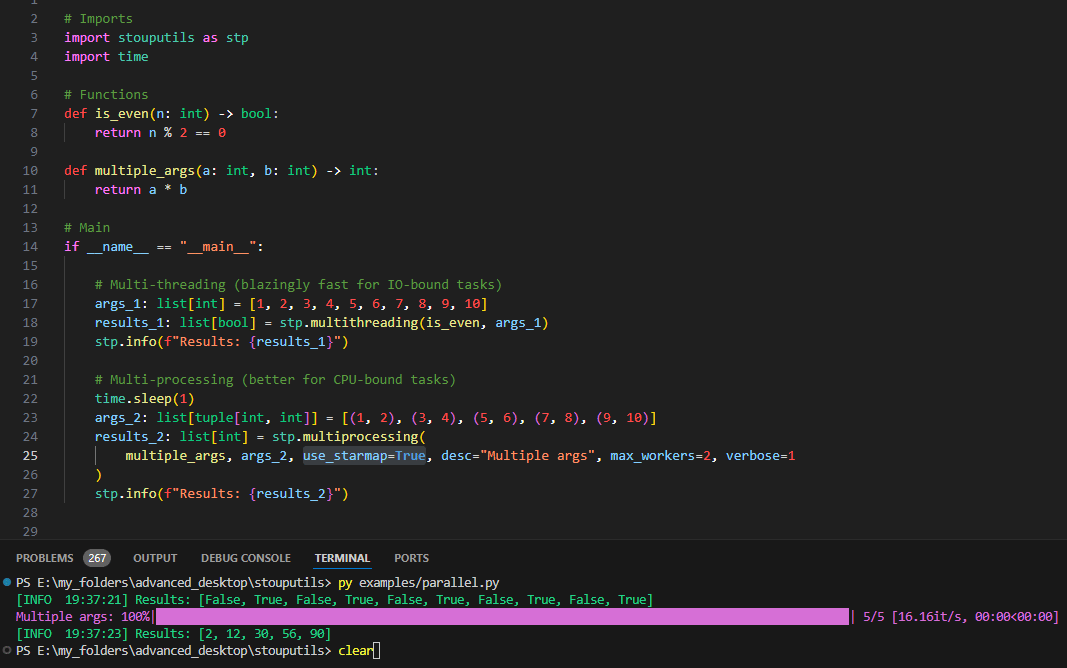 1
2 # Imports
3 import stouputils as stp
4 import time
5
6 # Functions
7 def is_even(n: int) -> bool:
8     return n % 2 == 0
9
10 def multiple_args(a: int, b: int) -> int:
11     return a * b
12
13 # Main
14 if __name__ == "__main__":
15
16     # Multi-threading (blazingly fast for IO-bound tasks)
17     args_1: list[int] = [1, 2, 3, 4, 5, 6, 7, 8, 9, 10]
18     results_1: list[bool] = stp.multithreading(is_even, args_1)
19     stp.info(f"Results: {results_1}")
20
21     # Multi-processing (better for CPU-bound tasks)
22     time.sleep(1)
23     args_2: list[tuple[int, int]] = [(1, 2), (3, 4), (5, 6), (7, 8), (9, 10)]
24     results_2: list[int] = stp.multiprocessing(
25         multiple_args, args_2, use_starmap=True, desc="Multiple args", max_workers=2, verbose=1
26     )
27     stp.info(f"Results: {results_2}")
28
29
PROBLEMS 267 OUTPUT DEBUG CONSOLE TERMINAL PORTS
PS E:\my_folders\advanced_desktop\stouputils> py examples/parallel.py
[INFO  19:37:21] Results: [False, True, False, True, False, True, False, True, False, True]
Multiple args: 100%| | 5/5 [16.16it/s, 00:00<00:00]
[INFO  19:37:23] Results: [2, 12, 30, 56, 90]
PS E:\my_folders\advanced_desktop\stouputils> clear